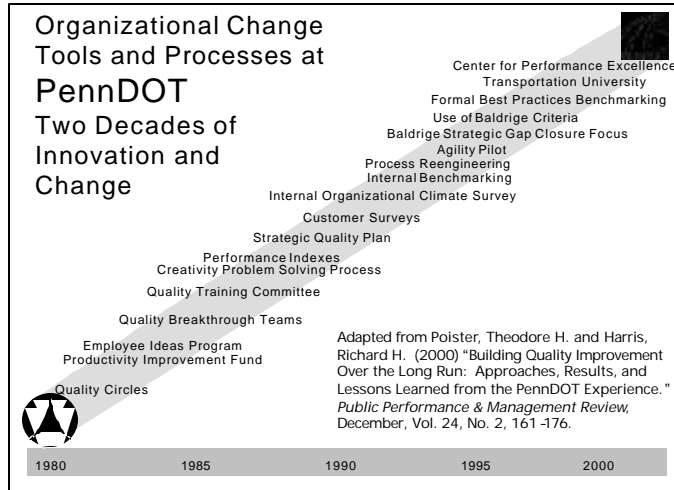 Organizational Change
Tools and Processes at
PennDOT
Two Decades of
Innovation and
Change
Center for Performance Excellence
Transportation University
Formal Best Practices Benchmarking
Use of Baldrige Criteria
Baldrige Strategic Gap Closure Focus
Agility Pilot
Process Reengineering
Internal Benchmarking
Internal Organizational Climate Survey
Customer Surveys
Strategic Quality Plan
Performance Indexes
Creativity Problem Solving Process
Quality Training Committee
Quality Breakthrough Teams
Employee Ideas Program
Productivity Improvement Fund
Quality Circles
Adapted from Poister, Theodore H. and Harris,
Richard H. (2000) “Building Quality Improvement
Over the Long Run: Approaches, Results, and
Lessons Learned from the PennDOT Experience.”
Public Performance & Management Review,
December, Vol. 24, No. 2, 161-176.
1980 1985 1990 1995 2000